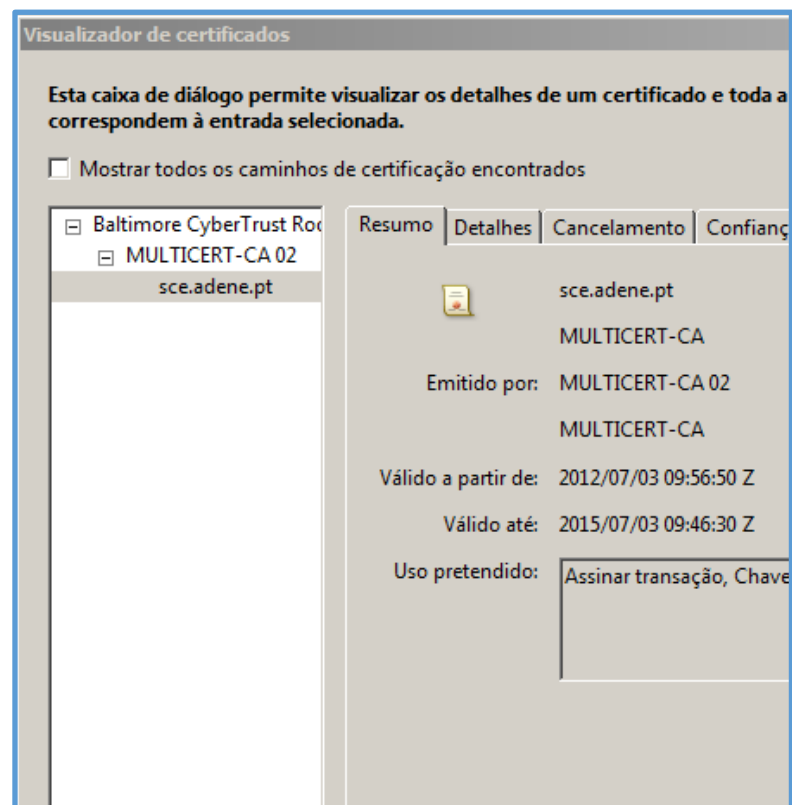 Visualizador de certificados
Esta caixa de diálogo permite visualizar os detalhes de um certificado e toda a
correspondem à entrada selecionada.
Mostrar todos os caminhos de certificação encontrados
Baltimore CyberTrust Roo
MULTICERT-CA 02
sce.adene.pt
Resumo Detalhes Cancelamento Confianç
sce.adene.pt
MULTICERT-CA
Emitido por: MULTICERT-CA 02
MULTICERT-CA
Válido a partir de: 2012/07/03 09:56:50 Z
Válido até: 2015/07/03 09:46:30 Z
Uso pretendido: Assinar transação, Chave